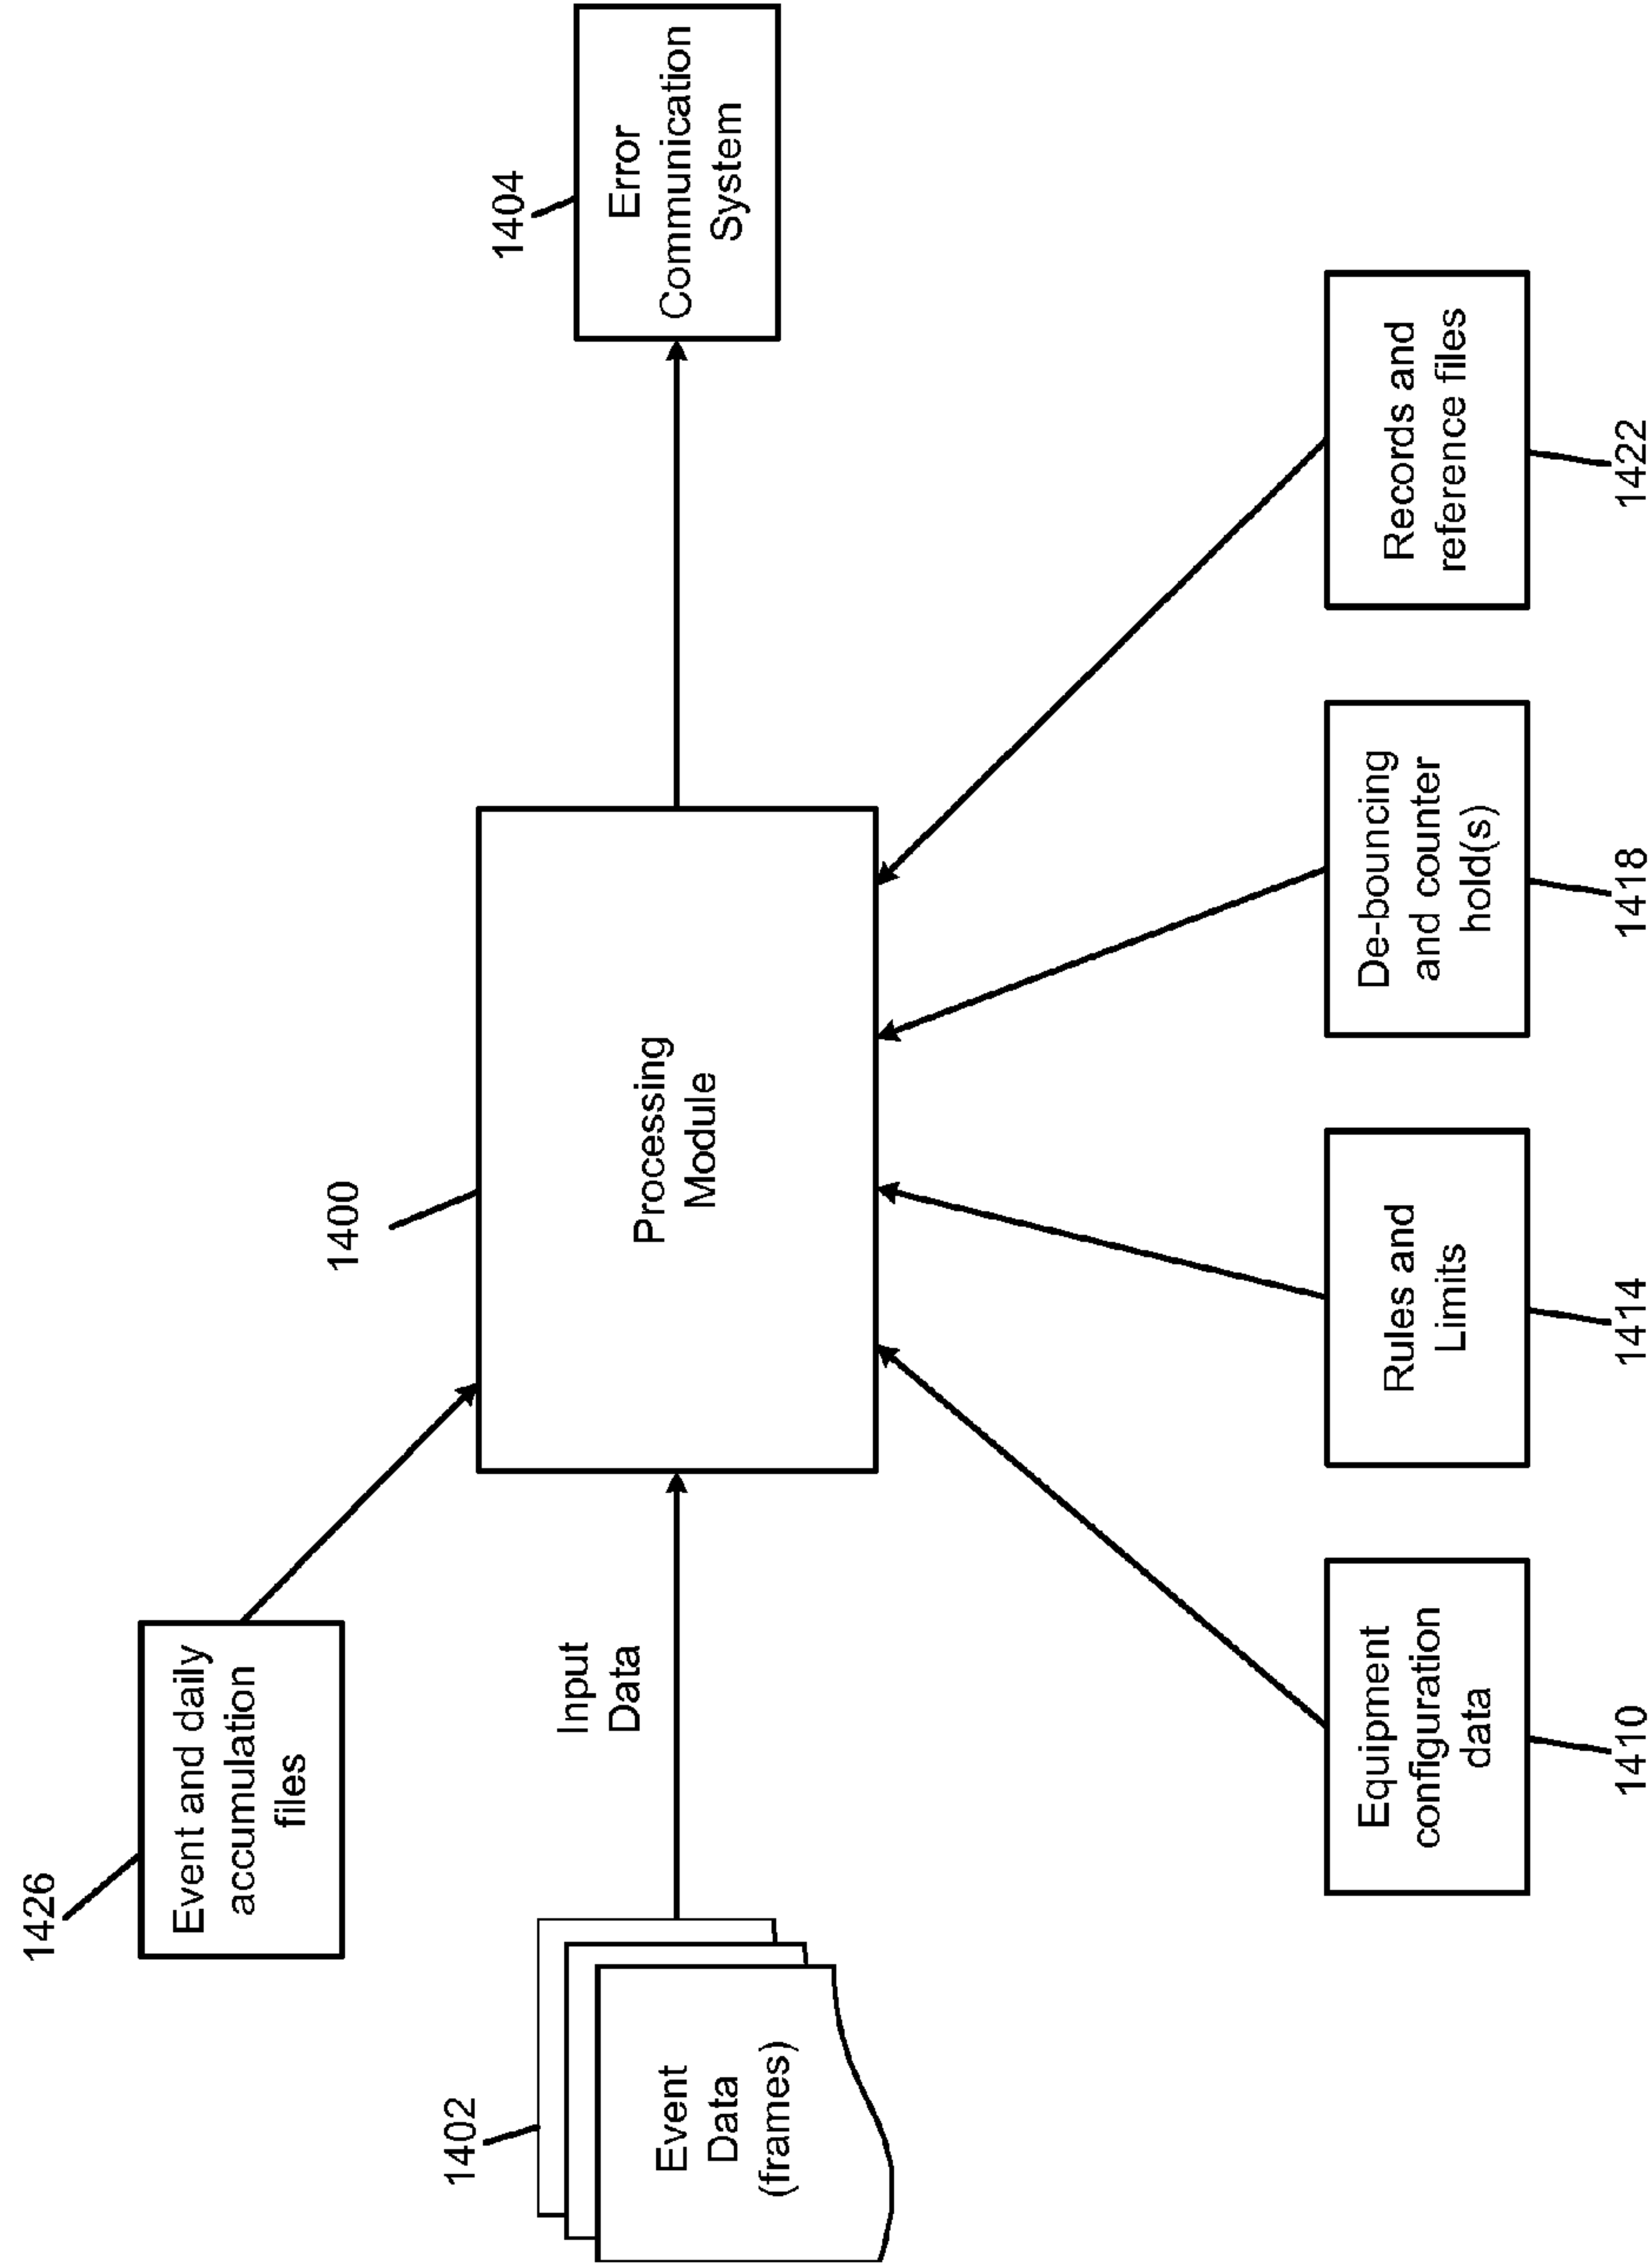 1426
Event and daily
accumulation
files
1402
Event
Data
(frames)
Input
Data
1400
Processing
Module
1404
Error
Communication
System
Equipment
configuration
data
1410
Rules and
Limits
1414
De-bouncing
and counter
hold(s)
1418
Records and
reference files
1422